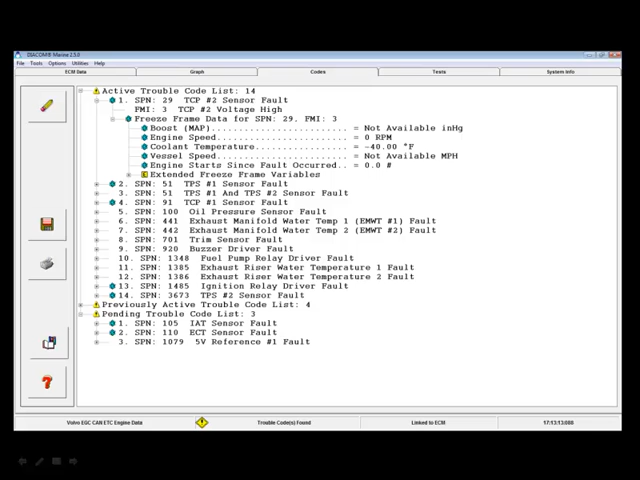 DIACOM® Marine 2.5.0
File Tools Options Utilities Help
ECM Data Graph Codes Tests System Info
Active Trouble Code List: 14
1. SPN: 29 TCP #2 Sensor Fault
FMI: 3 TCP #2 Voltage High
Freeze Frame Data for SPN: 29, FMI: 3
Boost (MAP)........................ = Not Available inHg
Engine Speed....................... = 0 RPM
Coolant Temperature................ = -40.00 °F
Vessel Speed....................... = Not Available MPH
Engine Starts Since Fault Occurred.. = 0.0 #
Extended Freeze Frame Variables
2. SPN: 51 TPS #1 Sensor Fault
3. SPN: 51 TPS #1 And TPS #2 Sensor Fault
4. SPN: 91 TCP #1 Sensor Fault
5. SPN: 100 Oil Pressure Sensor Fault
6. SPN: 441 Exhaust Manifold Water Temp 1 (EMWT #1) Fault
7. SPN: 442 Exhaust Manifold Water Temp 2 (EMWT #2) Fault
8. SPN: 701 Trim Sensor Fault
9. SPN: 920 Buzzer Driver Fault
10. SPN: 1348 Fuel Pump Relay Driver Fault
11. SPN: 1385 Exhaust Riser Water Temperature 1 Fault
12. SPN: 1386 Exhaust Riser Water Temperature 2 Fault
13. SPN: 1485 Ignition Relay Driver Fault
14. SPN: 3673 TPS #2 Sensor Fault
Previously Active Trouble Code List: 4
Pending Trouble Code List: 3
1. SPN: 105 IAT Sensor Fault
2. SPN: 110 ECT Sensor Fault
3. SPN: 1079 5V Reference #1 Fault
Volvo EGC CAN ETC Engine Data Trouble Code(s) Found Linked to ECM 17:13:13:088